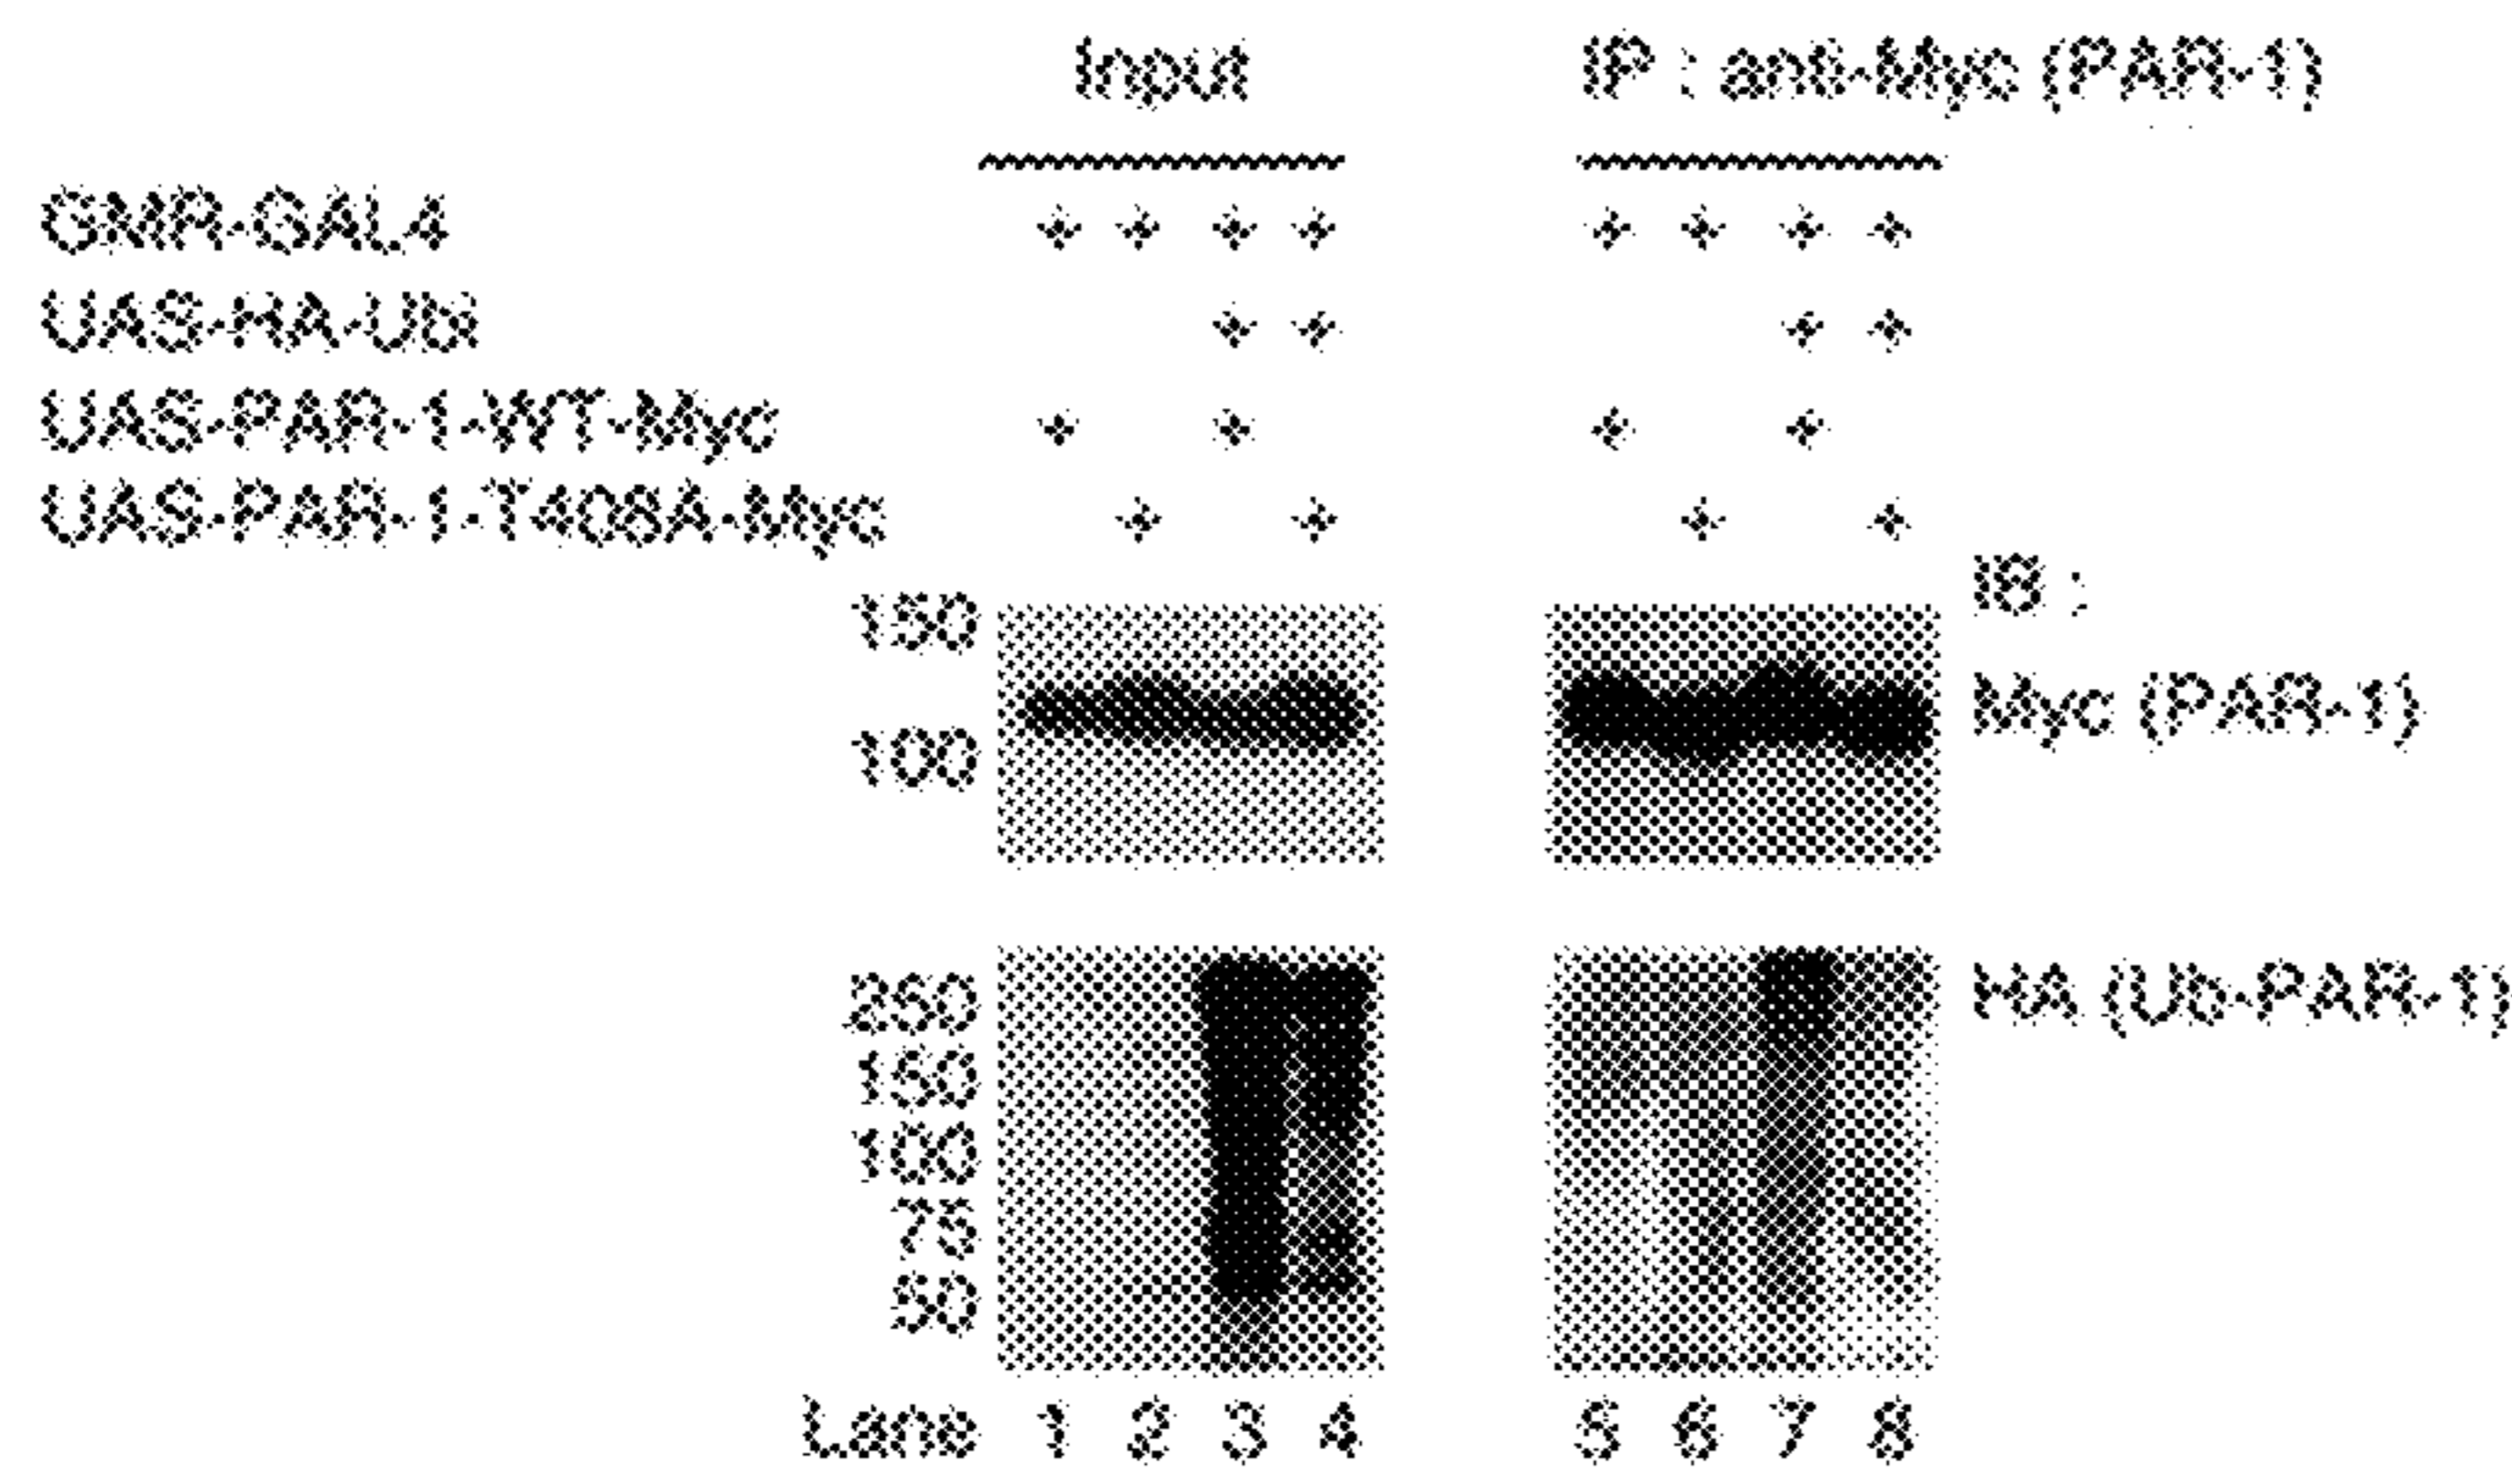 Input IP : anti-Myc (PAR-1)
GMR-GAL4 + + + + + + + +
UAS-HA-Ubi + + + +
UAS-PAR-1-WT-Myc + + + +
UAS-PAR-1-T408A-Myc + + + +
IB :
150
Myc (PAR-1)
100
250 HA (Ub-PAR-1)
150
100
75
50
Lane 1 2 3 4 5 6 7 8